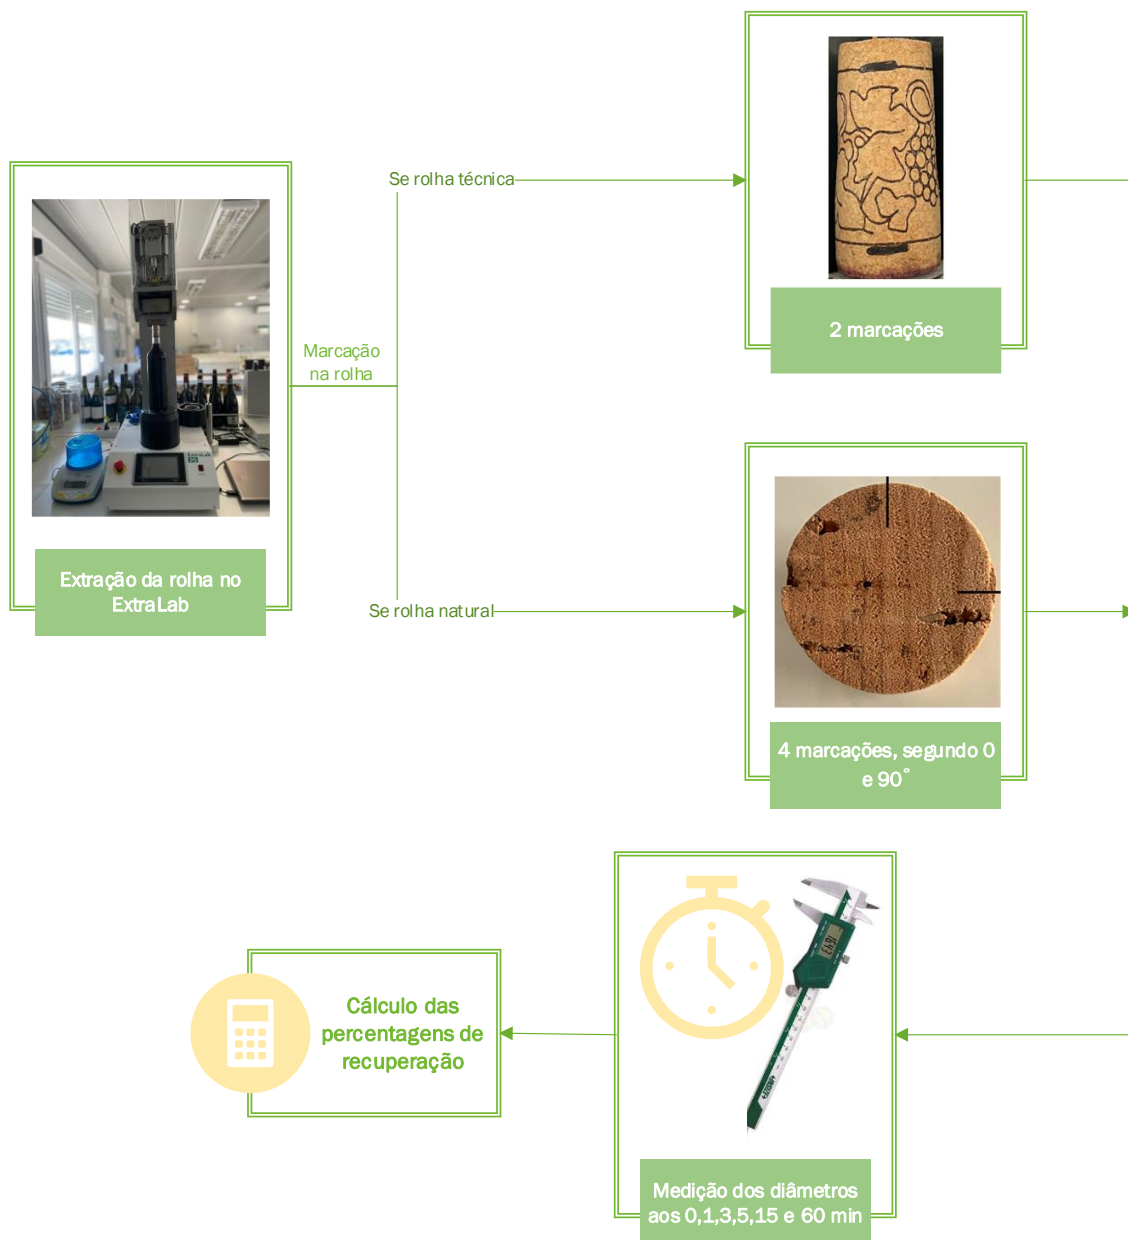 Se rolha técnica
2 marcações
Marcação
na rolha
Extração da rolha no
ExtraLab
Se rolha natural
4 marcações, segundo 0
e 90°
Cálculo das
percentagens de
recuperação
Medição dos diâmetros
aos 0,1,3,5,15 e 60 min